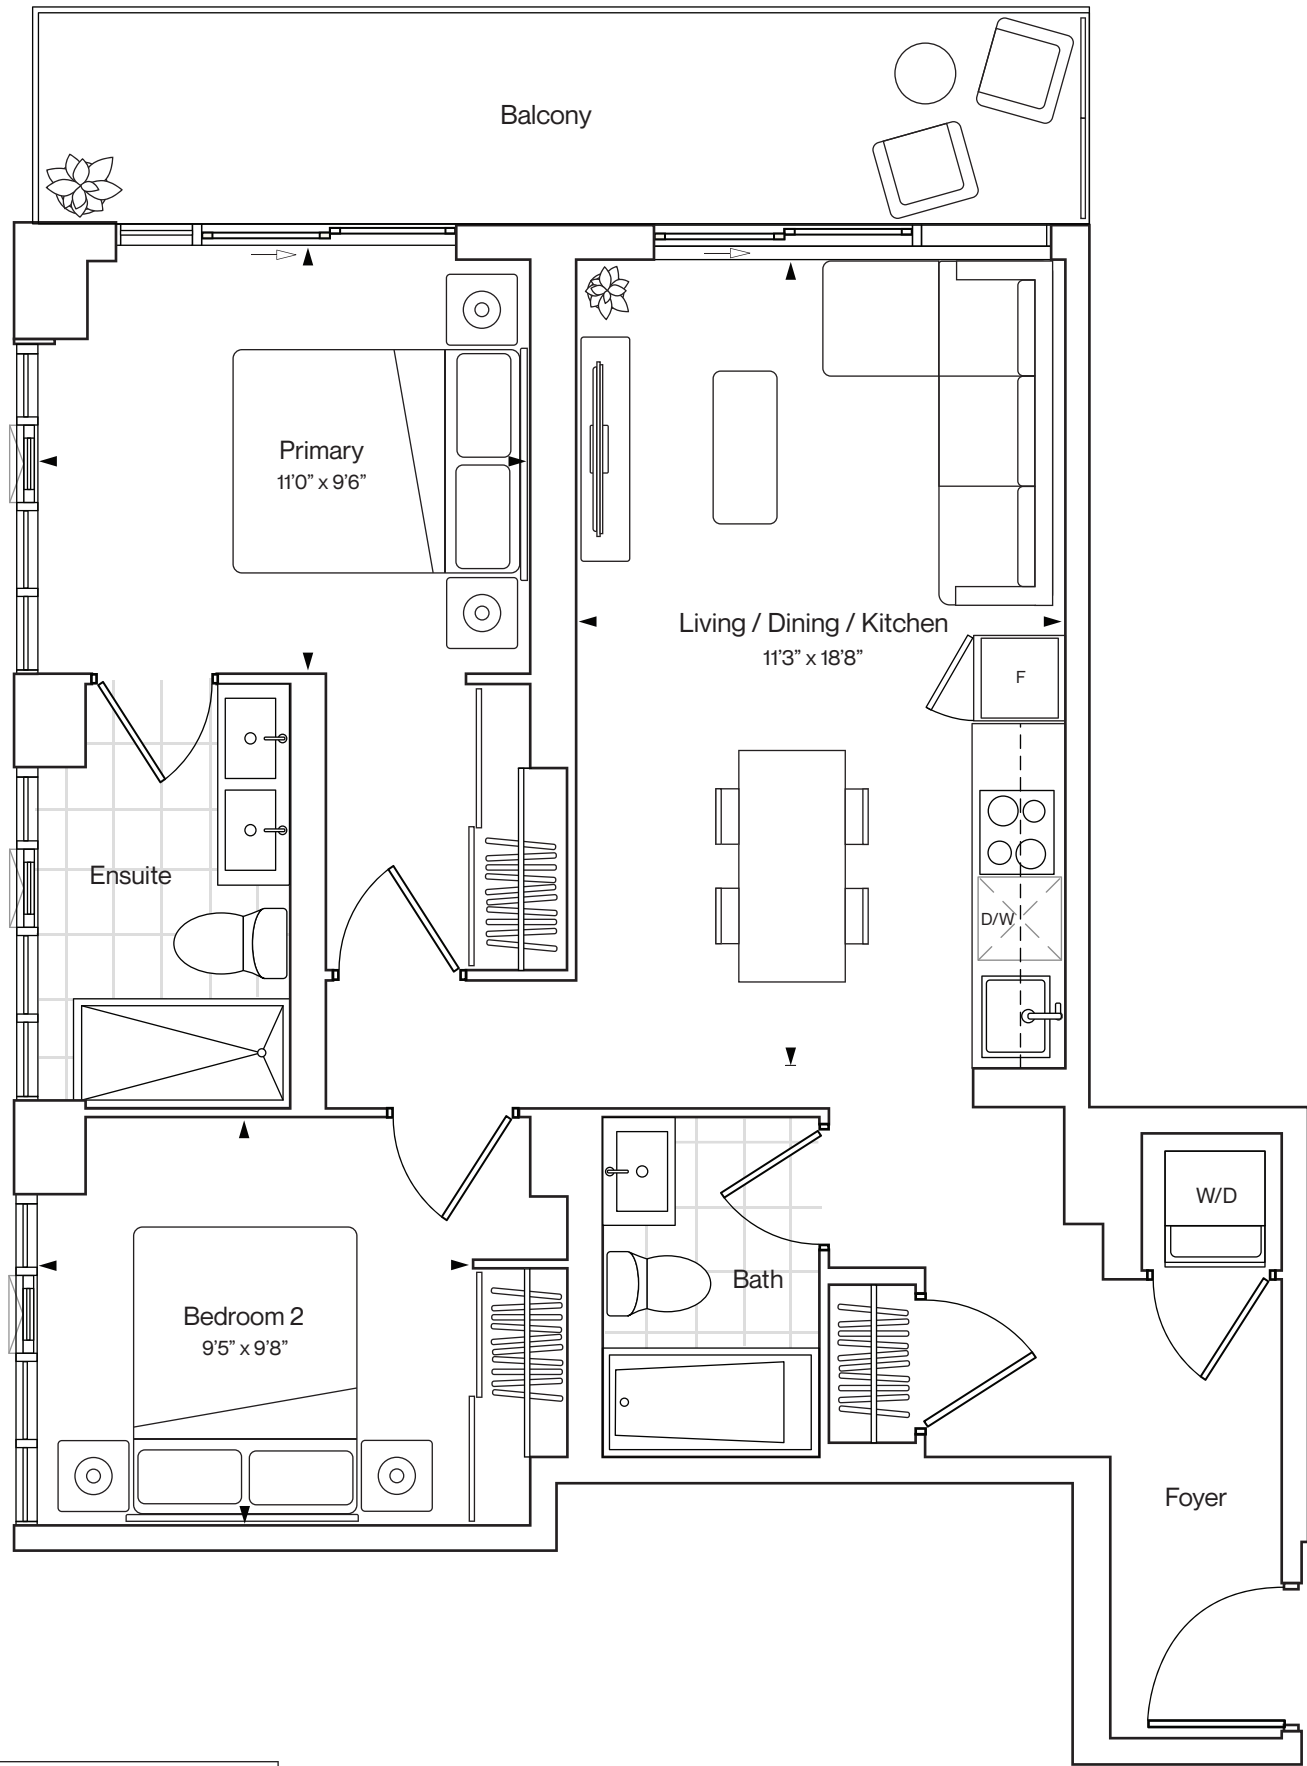 Balcony
Primary
11'0” x 9'6”
Living / Dining / Kitchen
11'3” x 18'8”
F
D/W
Ensuite
W/D
Bath
Bedroom 2
9'5” x 9'8”
Foyer